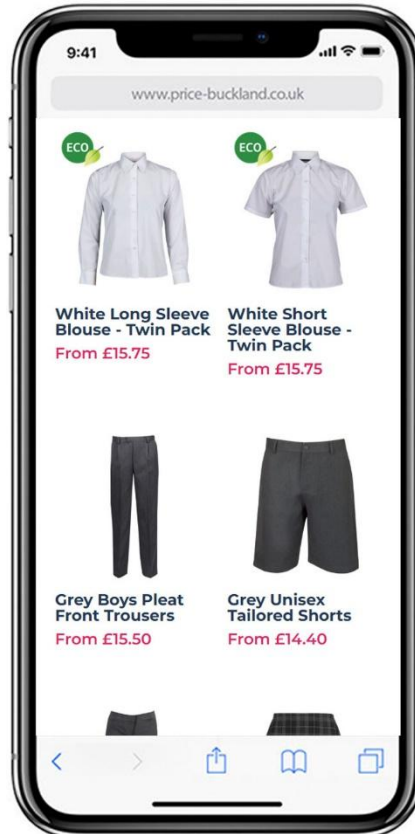 9:41
www.price-buckland.co.uk
ECO
ECO
White Long Sleeve
Blouse - Twin Pack
From £15.75
White Short
Sleeve Blouse -
Twin Pack
From £15.75
Grey Boys Pleat
Front Trousers
From £15.50
Grey Unisex
Tailored Shorts
From £14.40